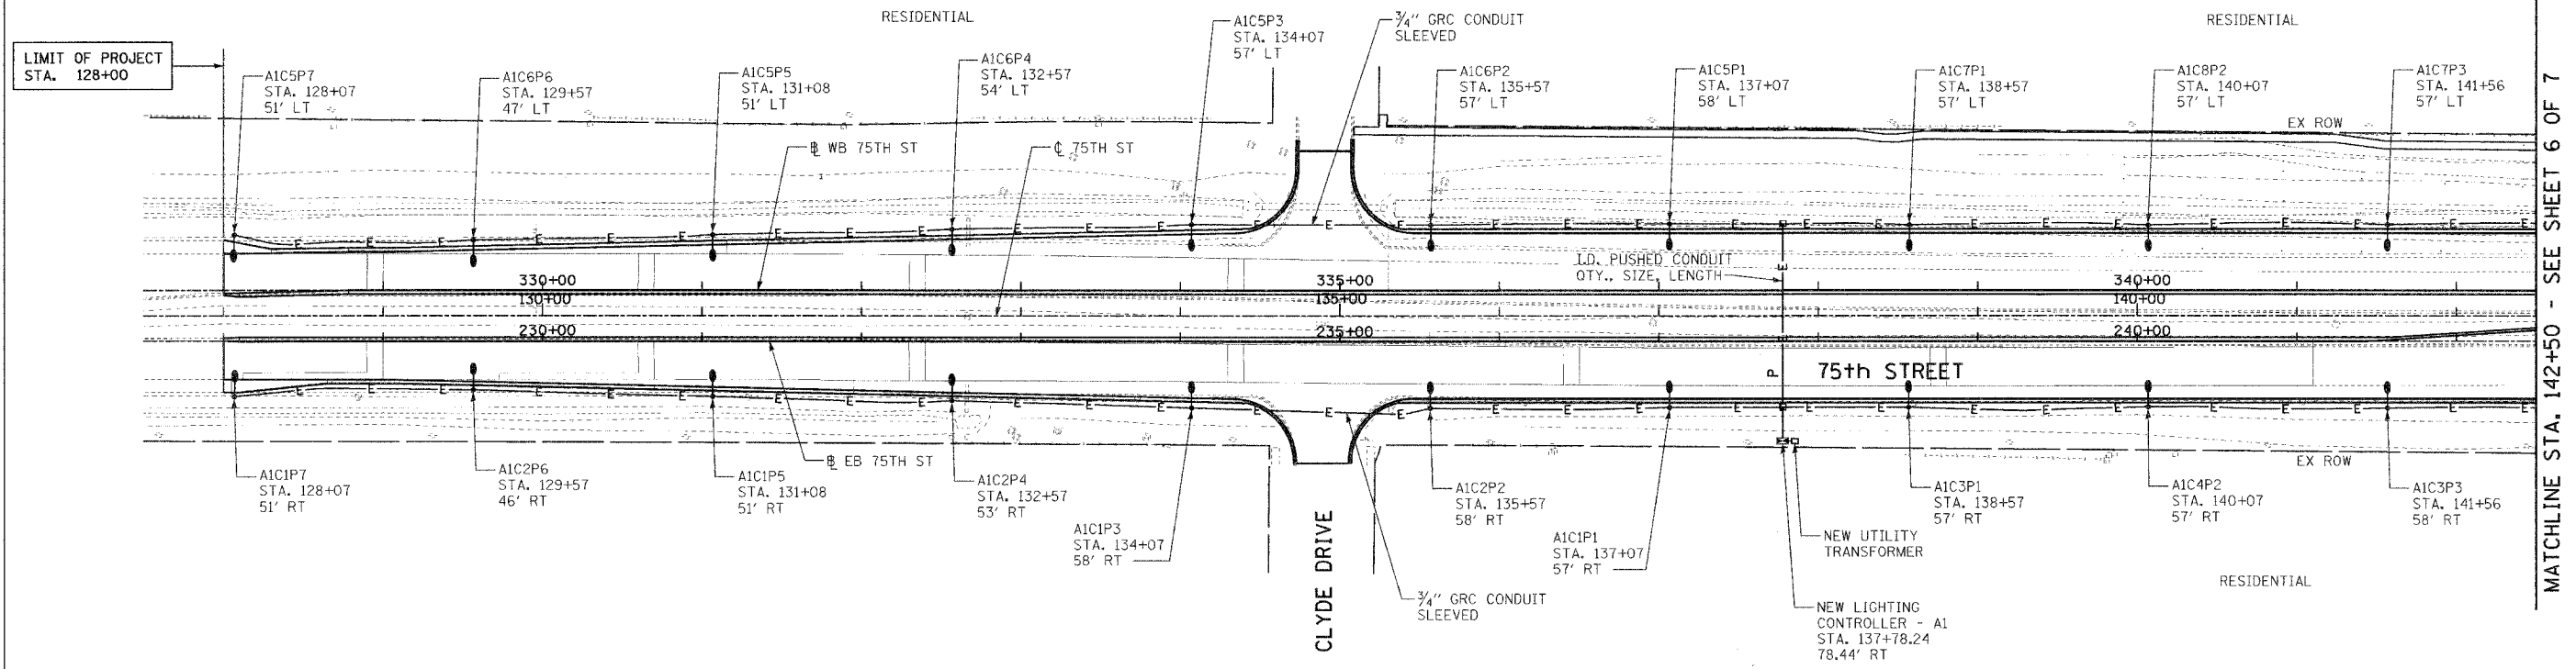 RESIDENTIAL
RESIDENTIAL
LIMIT OF PROJECT
STA. 128+00
A1C5P7
STA. 128+07
51' LT
A1C6P6
STA. 129+57
47' LT
A1C5P5
STA. 131+08
51' LT
A1C6P4
STA. 132+57
54' LT
A1C5P3
STA. 134+07
57' LT
3/4" GRC CONDUIT
SLEEVED
A1C6P2
STA. 135+57
57' LT
A1C5P1
STA. 137+07
58' LT
A1C7P1
STA. 138+57
57' LT
A1C8P2
STA. 140+07
57' LT
A1C7P3
STA. 141+56
57' LT
EX ROW
℄ WB 75TH ST
℄ 75TH ST
E E E E E E E E E E E E E E E E E E E E E
I.D. PUSHED CONDUIT
QTY., SIZE, LENGTH
E
330+00
335+00
340+00
130+00
135+00
140+00
230+00
235+00
240+00
P
75th STREET
E E E E E E E E E E E E E E E E E E E E E
℄ EB 75TH ST
EX ROW
A1C1P7
STA. 128+07
51' RT
A1C2P6
STA. 129+57
46' RT
A1C1P5
STA. 131+08
51' RT
A1C2P4
STA. 132+57
53' RT
A1C1P3
STA. 134+07
58' RT
CLYDE DRIVE
3/4" GRC CONDUIT
SLEEVED
A1C2P2
STA. 135+57
58' RT
A1C1P1
STA. 137+07
57' RT
A1C3P1
STA. 138+57
57' RT
A1C4P2
STA. 140+07
57' RT
A1C3P3
STA. 141+56
58' RT
NEW UTILITY
TRANSFORMER
NEW LIGHTING
CONTROLLER - A1
STA. 137+78.24
78.44' RT
RESIDENTIAL
MATCHLINE STA. 142+50 - SEE SHEET 6 OF 7